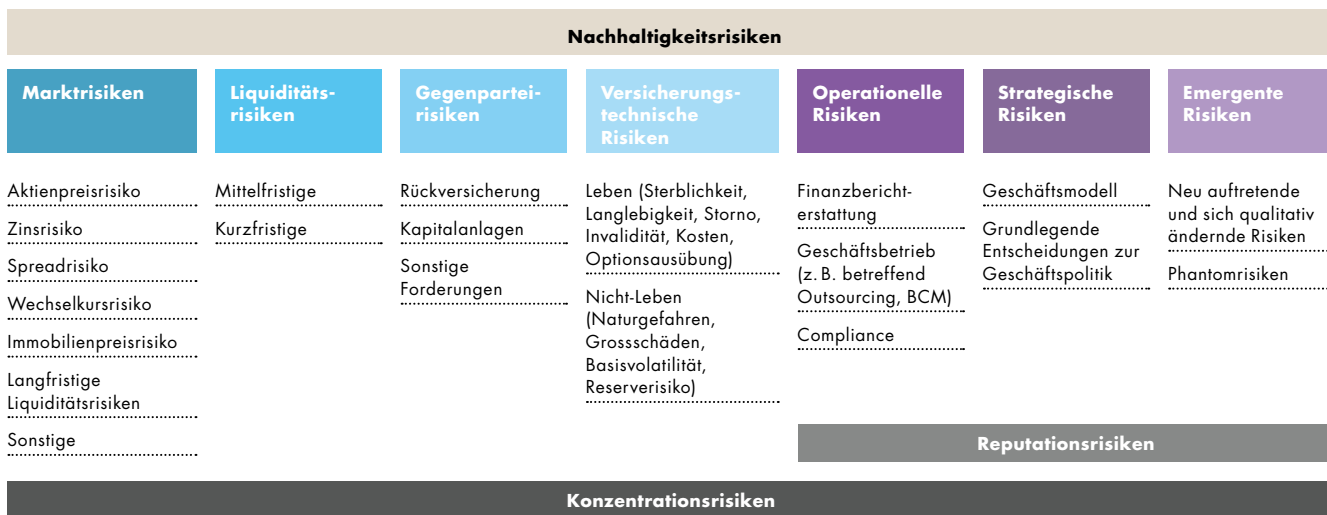 Nachhaltigkeitsrisiken
Marktrisiken
Liquiditäts-
risiken
Gegenpartei-
risiken
Versicherungs-
technische
Risiken
Operationelle
Risiken
Strategische
Risiken
Emergente
Risiken
Aktienpreisrisiko
Zinsrisiko
Spreadrisiko
Wechselkursrisiko
Immobilienpreisrisiko
Langfristige
Liquiditätsrisiken
Sonstige
Mittelfristige
Kurzfristige
Rückversicherung
Kapitalanlagen
Sonstige
Forderungen
Leben (Sterblichkeit,
Langlebigkeit, Storno,
Invalidität, Kosten,
Optionsausübung)
Nicht-Leben
(Naturgefahren,
Grossschäden,
Basisvolatilität,
Reserverisiko)
Finanzbericht-
erstattung
Geschäftsbetrieb
(z. B. betreffend
Outsourcing, BCM)
Compliance
Geschäftsmodell
Grundlegende
Entscheidungen zur
Geschäftspolitik
Neu auftretende
und sich qualitativ
ändernde Risiken
Phantomrisiken
Reputationsrisiken
Konzentrationsrisiken